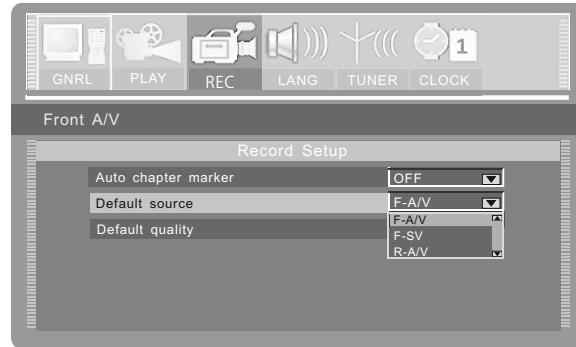 1
GNRL PLAY REC LANG TUNER CLOCK
Front A/V
Record Setup
Auto chapter marker OFF
Default source F-A/V
F-A/V
F-SV
Default quality
R-A/V